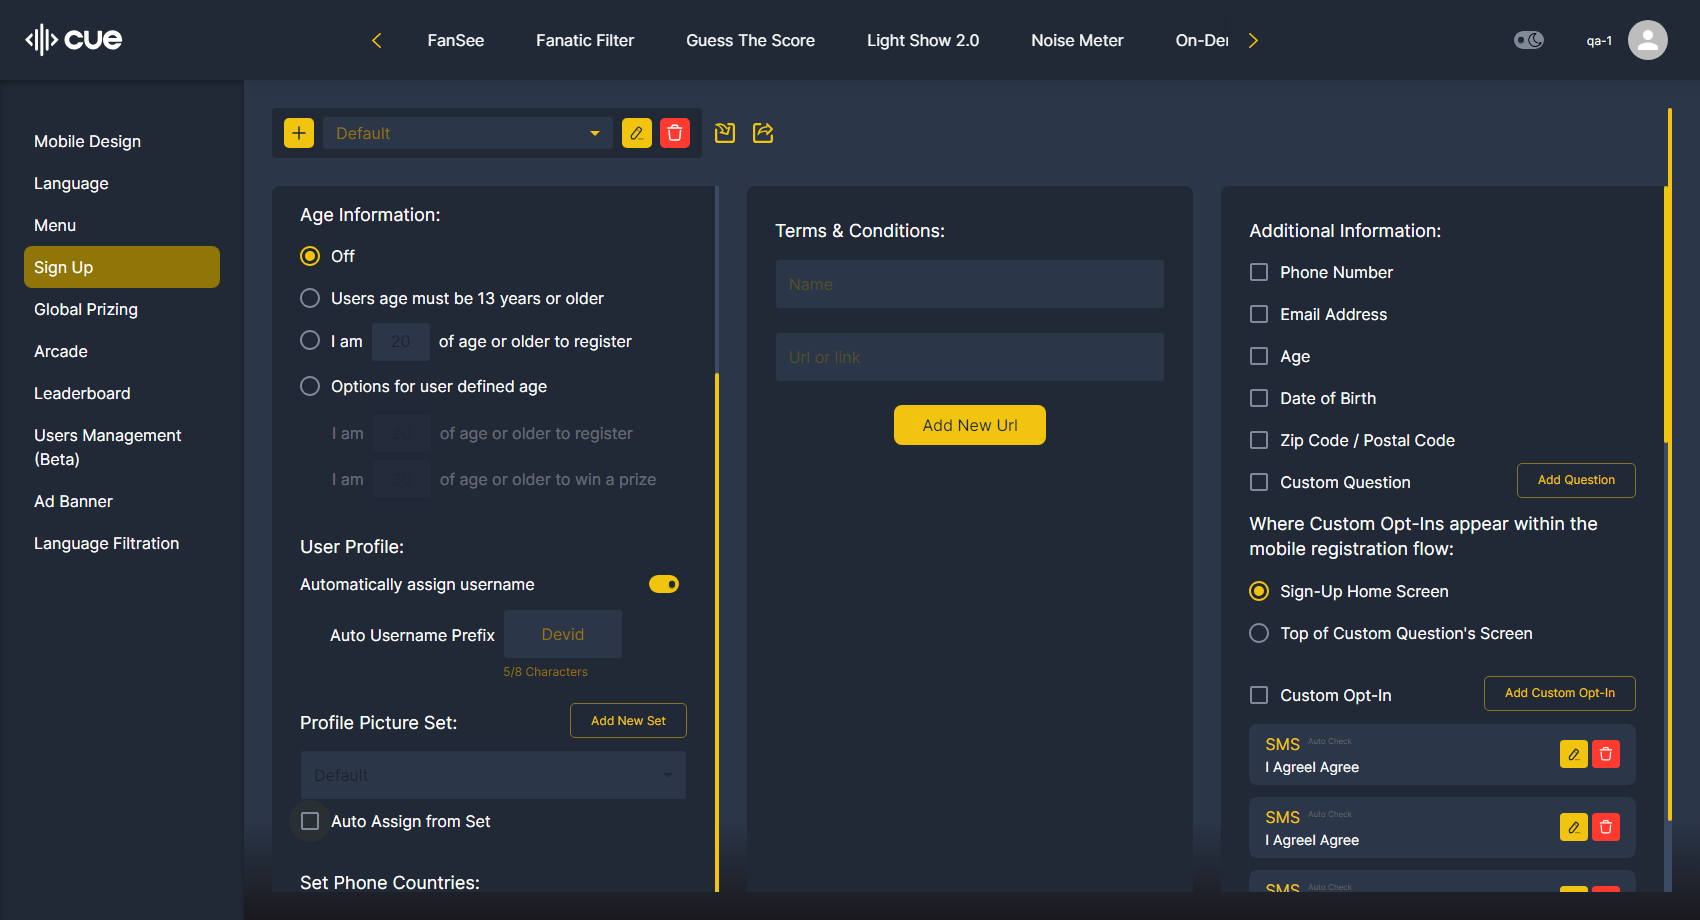 cue
FanSee
Fanatic Filter
Guess The Score
Light Show 2.0
Noise Meter
On-Der
qa-1
Mobile Design
Language
Menu
Sign Up
Global Prizing
Arcade
Leaderboard
Users Management
(Beta)
Ad Banner
Language Filtration
Default
Age Information:
Off
Users age must be 13 years or older
I am 20 of age or older to register
Options for user defined age
I am 20 of age or older to register
I am 30 of age or older to win a prize
User Profile:
Automatically assign username
Auto Username Prefix Devid
5/8 Characters
Profile Picture Set: Add New Set
Default
Auto Assign from Set
Set Phone Countries:
Terms & Conditions:
Name
Url or link
Add New Url
Additional Information:
Phone Number
Email Address
Age
Date of Birth
Zip Code / Postal Code
Custom Question Add Question
Where Custom Opt-Ins appear within the
mobile registration flow:
Sign-Up Home Screen
Top of Custom Question's Screen
Custom Opt-In Add Custom Opt-In
SMS Auto Check
I AgreeI Agree
SMS Auto Check
I AgreeI Agree
SMS Auto Check